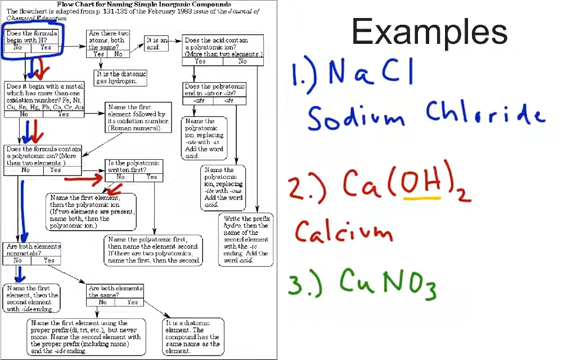 Flow Chart for Naming Simple Inorganic Compounds
The flowchart is adapted from p. 131-132 of the February 1983 issue of the Journal of
Chemical Education.
Does the formula
begin with H?
No Yes
Are there two
atoms, both
the same?
Yes No
It is an
acid.
Does the acid contain
a polyatomic ion?
(More than two elements)
Yes No
It is the diatomic
gas hydrogen.
Does it begin with a metal
which has more than one
oxidation number? Fe, Ni,
Cu, Sn, Hg, Pb, Co, Cr, Au
No Yes
Name the first
element followed by
its oxidation number
(Roman numeral)
Does the polyatomic
end in -ate or -ite?
-ite -ate
Name the
polyatomic
ion, replacing
-ate with -ic
Add the word
acid.
Does the formula contain
a polyatomic ion? (More
than two elements)
No Yes
Is the polyatomic
written first?
No Yes
Name the first element,
then the polyatomic ion.
(If two elements are present,
name both, then the
polyatomic ion.)
Name the polyatomic first,
then name the element second.
If there are two polyatomics,
name the first, then the second.
Name the
polyatomic
ion, replacing
-ite with -ous.
Add the word
acid.
Write the prefix
hydro, then the
name of the
second element
with the -ic
ending. Add the
word acid.
Are both elements
nonmetals?
No Yes
Name the first
element, then the
second element
with -ide ending.
Are both elements
the same?
No Yes
Name the first element using the
proper prefix (di, tri, etc.), but never
mono. Name the second element with the
proper prefix (including mono)
and the -ide ending.
It is a diatomic element.
The compound has the
same name as the
element.
Examples
1.) NaCl
Sodium Chloride
2.) Ca(OH)2
Calcium
3.) CuNO3